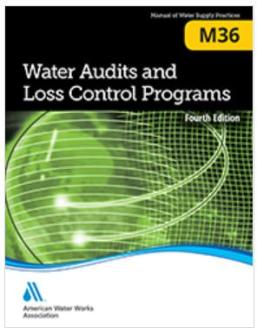 Manual of Water Supply Practices
M36
Water Audits and
Loss Control Programs
Fourth Edition
American Water Works
Association